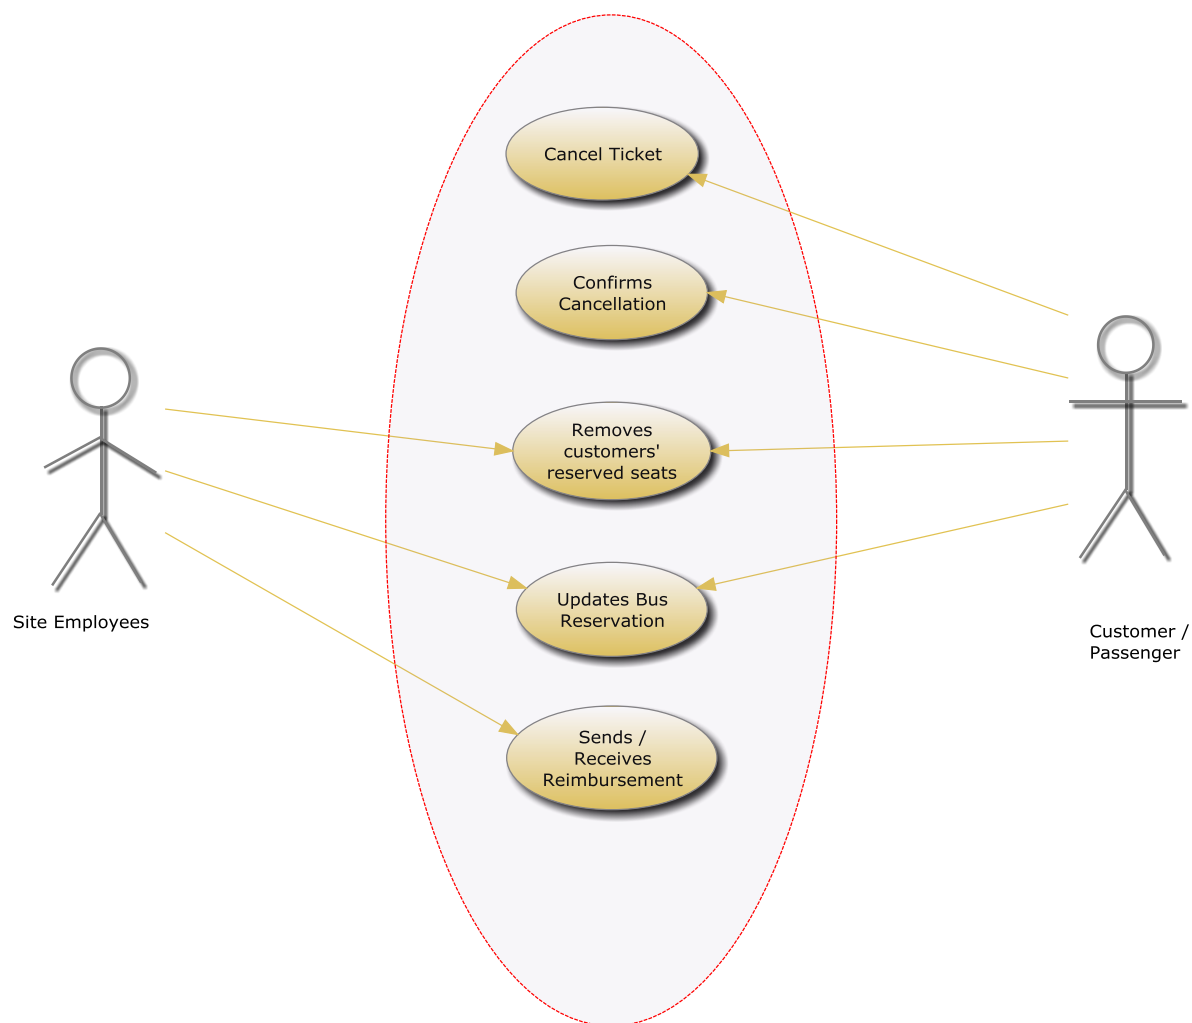 Cancel Ticket
Confirms
Cancellation
Removes
customers'
reserved seats
Updates Bus
Reservation
Sends /
Receives
Reimbursement
Site Employees
Customer /
Passenger